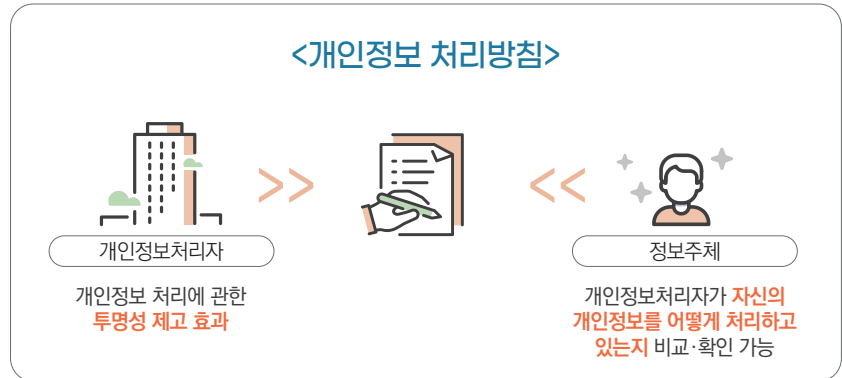 <개인정보 처리방침>
개인정보처리자
개인정보 처리에 관한
투명성 제고 효과
정보주체
개인정보처리자가 자신의
개인정보를 어떻게 처리하고
있는지 비교·확인 가능